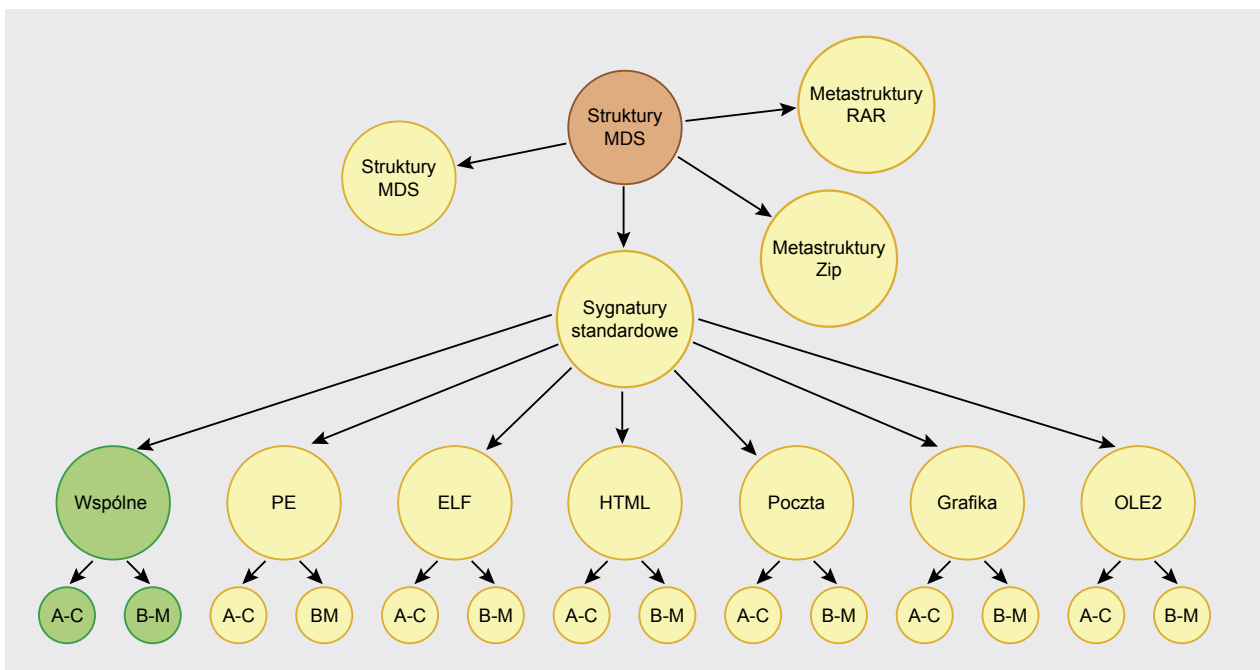 Struktury
MDS
Metastruktury
RAR
Struktury
MDS
Metastruktury
Zip
Sygnatury
standardowe
Wspólne
PE
ELF
HTML
Poczta
Grafika
OLE2
A-C
B-M
A-C
BM
A-C
B-M
A-C
B-M
A-C
B-M
A-C
B-M
A-C
B-M